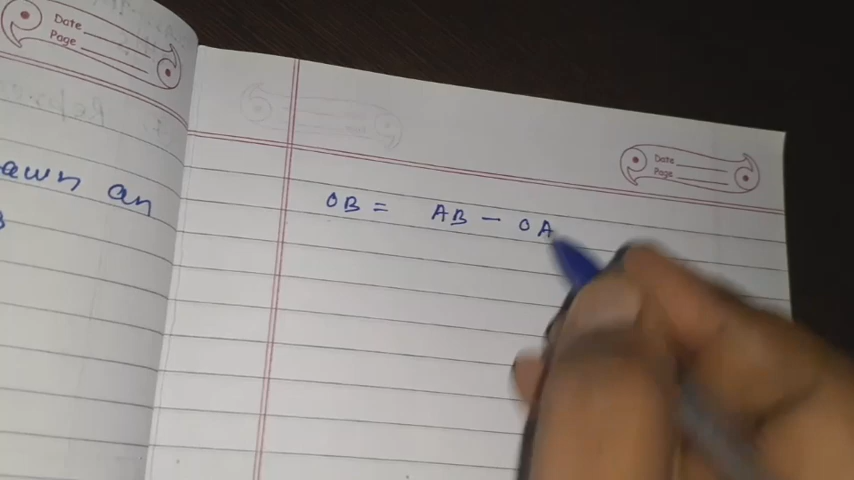 Date
Page
awn an
Date
Page
OB = AB - OA